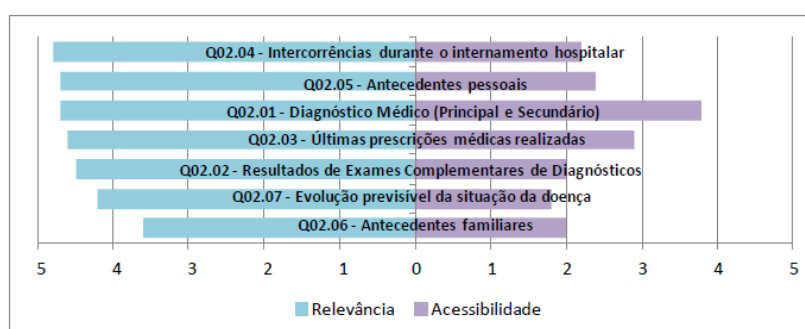 Q02.04 - Intercorrências durante o internamento hospitalar
Q02.05 - Antecedentes pessoais
Q02.01 - Diagnóstico Médico (Principal e Secundário)
Q02.03 - Últimas prescrições médicas realizadas
Q02.02 - Resultados de Exames Complementares de Diagnósticos
Q02.07 - Evolução previsível da situação da doença
Q02.06 - Antecedentes familiares
5 4 3 2 1 0 1 2 3 4 5
Relevância Acessibilidade